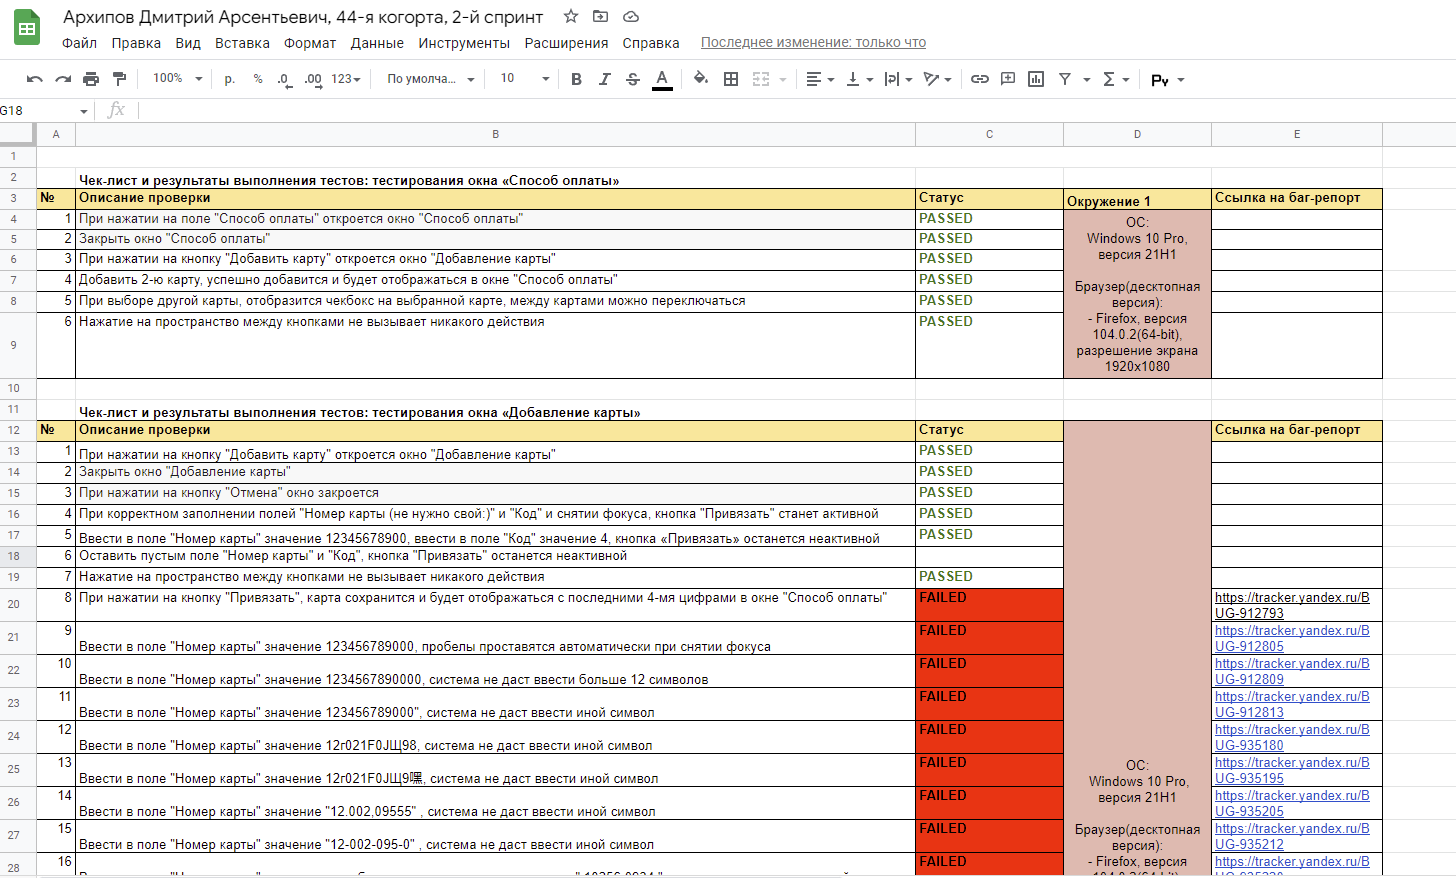 Архипов Дмитрий Арсентьевич, 44-я когорта, 2-й спринт
Файл Правка Вид Вставка Формат Данные Инструменты Расширения Справка Последнее изменение: только что
100% р. % .0 .00 123 По умолча... 10 B I S A Σ Py
G18 fx
A B C D E
1
2 Чек-лист и результаты выполнения тестов: тестирования окна «Способ оплаты»
3 № Описание проверки Статус Окружение 1 Ссылка на баг-репорт
4 1 При нажатии на поле "Способ оплаты" откроется окно "Способ оплаты" PASSED
5 2 Закрыть окно "Способ оплаты" PASSED
6 3 При нажатии на кнопку "Добавить карту" откроется окно "Добавление карты" PASSED
7 4 Добавить 2-ю карту, успешно добавится и будет отображаться в окне "Способ оплаты" PASSED
8 5 При выборе другой карты, отобразится чекбокс на выбранной карте, между картами можно переключаться PASSED
9 6 Нажатие на пространство между кнопками не вызывает никакого действия PASSED
ОС:
Windows 10 Pro,
версия 21H1
Браузер(десктопная
версия):
- Firefox, версия
104.0.2(64-bit),
разрешение экрана
1920x1080
10
11 Чек-лист и результаты выполнения тестов: тестирования окна «Добавление карты»
12 № Описание проверки Статус Ссылка на баг-репорт
13 1 При нажатии на кнопку "Добавить карту" откроется окно "Добавление карты" PASSED
14 2 Закрыть окно "Добавление карты" PASSED
15 3 При нажатии на кнопку "Отмена" окно закроется PASSED
16 4 При корректном заполнении полей "Номер карты (не нужно свой:)" и "Код" и снятии фокуса, кнопка "Привязать" станет активной PASSED
17 5 Ввести в поле "Номер карты" значение 12345678900, ввести в поле "Код" значение 4, кнопка «Привязать» останется неактивной PASSED
18 6 Оставить пустым поле "Номер карты" и "Код", кнопка "Привязать" останется неактивной
19 7 Нажатие на пространство между кнопками не вызывает никакого действия PASSED
20 8 При нажатии на кнопку "Привязать", карта сохранится и будет отображаться с последними 4-мя цифрами в окне "Способ оплаты" FAILED https://tracker.yandex.ru/B
UG-912793
21 9 Ввести в поле "Номер карты" значение 123456789000, пробелы проставятся автоматически при снятии фокуса FAILED https://tracker.yandex.ru/B
UG-912805
22 10 Ввести в поле "Номер карты" значение 1234567890000, система не даст ввести больше 12 символов FAILED https://tracker.yandex.ru/B
UG-912809
23 11 Ввести в поле "Номер карты" значение 123456789000", система не даст ввести иной символ FAILED https://tracker.yandex.ru/B
UG-912813
24 12 Ввести в поле "Номер карты" значение 12r021F0JЩ98, система не даст ввести иной символ FAILED https://tracker.yandex.ru/B
UG-935180
25 13 Ввести в поле "Номер карты" значение 12r021F0JЩ9嘿, система не даст ввести иной символ FAILED https://tracker.yandex.ru/B
UG-935195
26 14 Ввести в поле "Номер карты" значение "12.002,09555" , система не даст ввести иной символ FAILED https://tracker.yandex.ru/B
UG-935205
27 15 Ввести в поле "Номер карты" значение "12-002-095-0" , система не даст ввести иной символ FAILED https://tracker.yandex.ru/B
UG-935212
28 16 FAILED https://tracker.yandex.ru/B
ОС:
Windows 10 Pro,
версия 21H1
Браузер(десктопная
версия):
- Firefox, версия